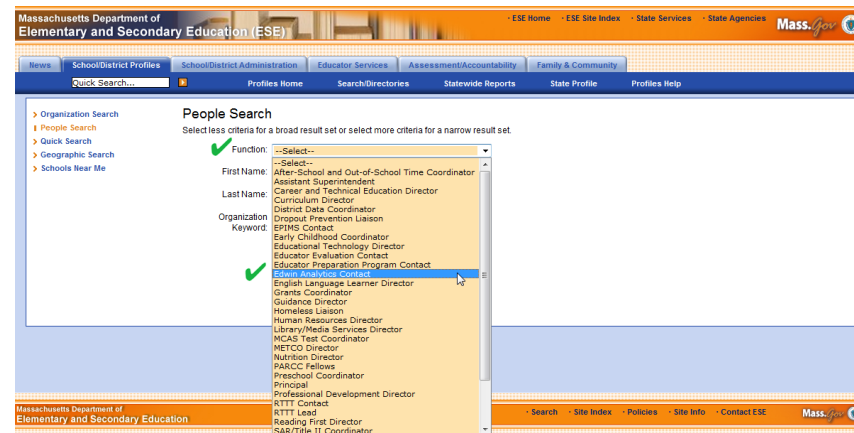 Massachusetts Department of
Elementary and Secondary Education (ESE)
· ESE Home · ESE Site Index · State Services · State Agencies
Mass.Gov
News School/District Profiles School/District Administration Educator Services Assessment/Accountability Family & Community
Quick Search... Profiles Home Search/Directories Statewide Reports State Profile Profiles Help
Organization Search
People Search
Quick Search
Geographic Search
Schools Near Me
People Search
Select less criteria for a broad result set or select more criteria for a narrow result set.
Function: --Select--
First Name:
Last Name:
Organization
Keyword:
--Select--
After-School and Out-of-School Time Coordinator
Assistant Superintendent
Career and Technical Education Director
Curriculum Director
District Data Coordinator
Dropout Prevention Liaison
EPIMS Contact
Early Childhood Coordinator
Educational Technology Director
Educator Evaluation Contact
Educator Preparation Program Contact
Edwin Analytics Contact
English Language Learner Director
Grants Coordinator
Guidance Director
Homeless Liaison
Human Resources Director
Library/Media Services Director
MCAS Test Coordinator
METCO Director
Nutrition Director
PARCC Fellows
Preschool Coordinator
Principal
Professional Development Director
RTTT Contact
RTTT Lead
Reading First Director
SAR/Title II Coordinator
Massachusetts Department of
Elementary and Secondary Education
· Search · Site Index · Policies · Site Info · Contact ESE
Mass.Gov